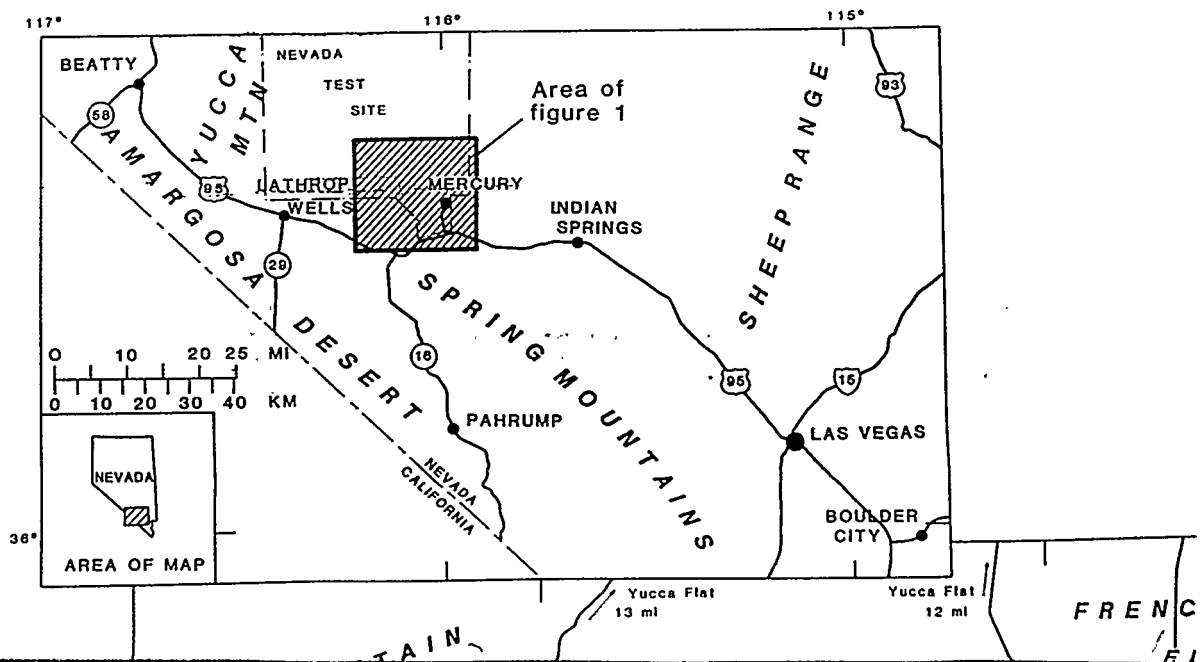 117°
116°
115°
BEATTY
YUCCA
MTN
NEVADA
TEST
SITE
Area of
figure 1
93
58
AMARGOSA
DESERT
95
LATHROP
WELLS
MERCURY
INDIAN
SPRINGS
SHEEP RANGE
29
SPRING MOUNTAINS
0 10 20 25 MI
0 10 20 30 40 KM
16
95
15
PAHRUMP
LAS VEGAS
NEVADA
CALIFORNIA
NEVADA
BOULDER
CITY
36°
AREA OF MAP
Yucca Flat
13 mi
Yucca Flat
12 mi
FRENC
TAIN